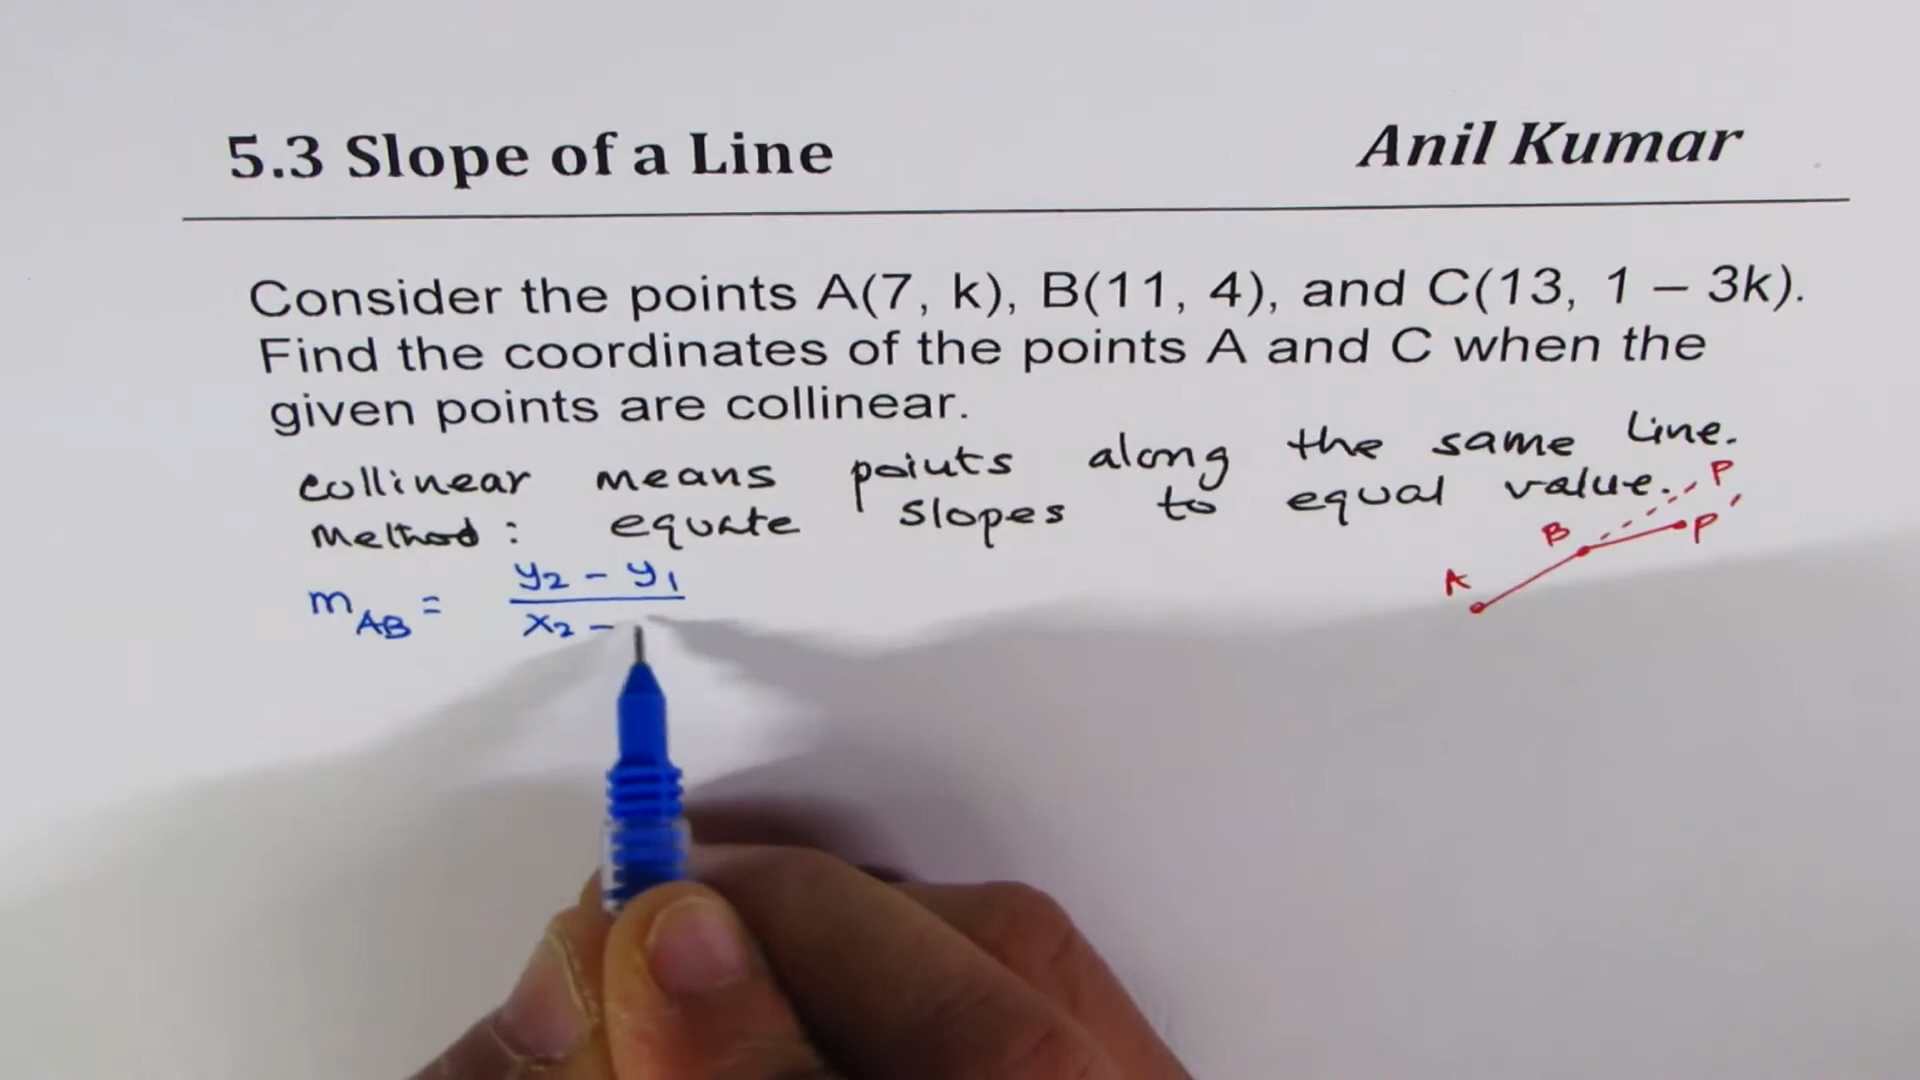 5.3 Slope of a Line Anil Kumar
Consider the points A(7, k), B(11, 4), and C(13, 1 – 3k).
Find the coordinates of the points A and C when the
given points are collinear.
collinear means points along the same line.
Method: equate slopes to equal value.
P
B
P
A
m_AB = (y₂ - y₁)/(x₂ -